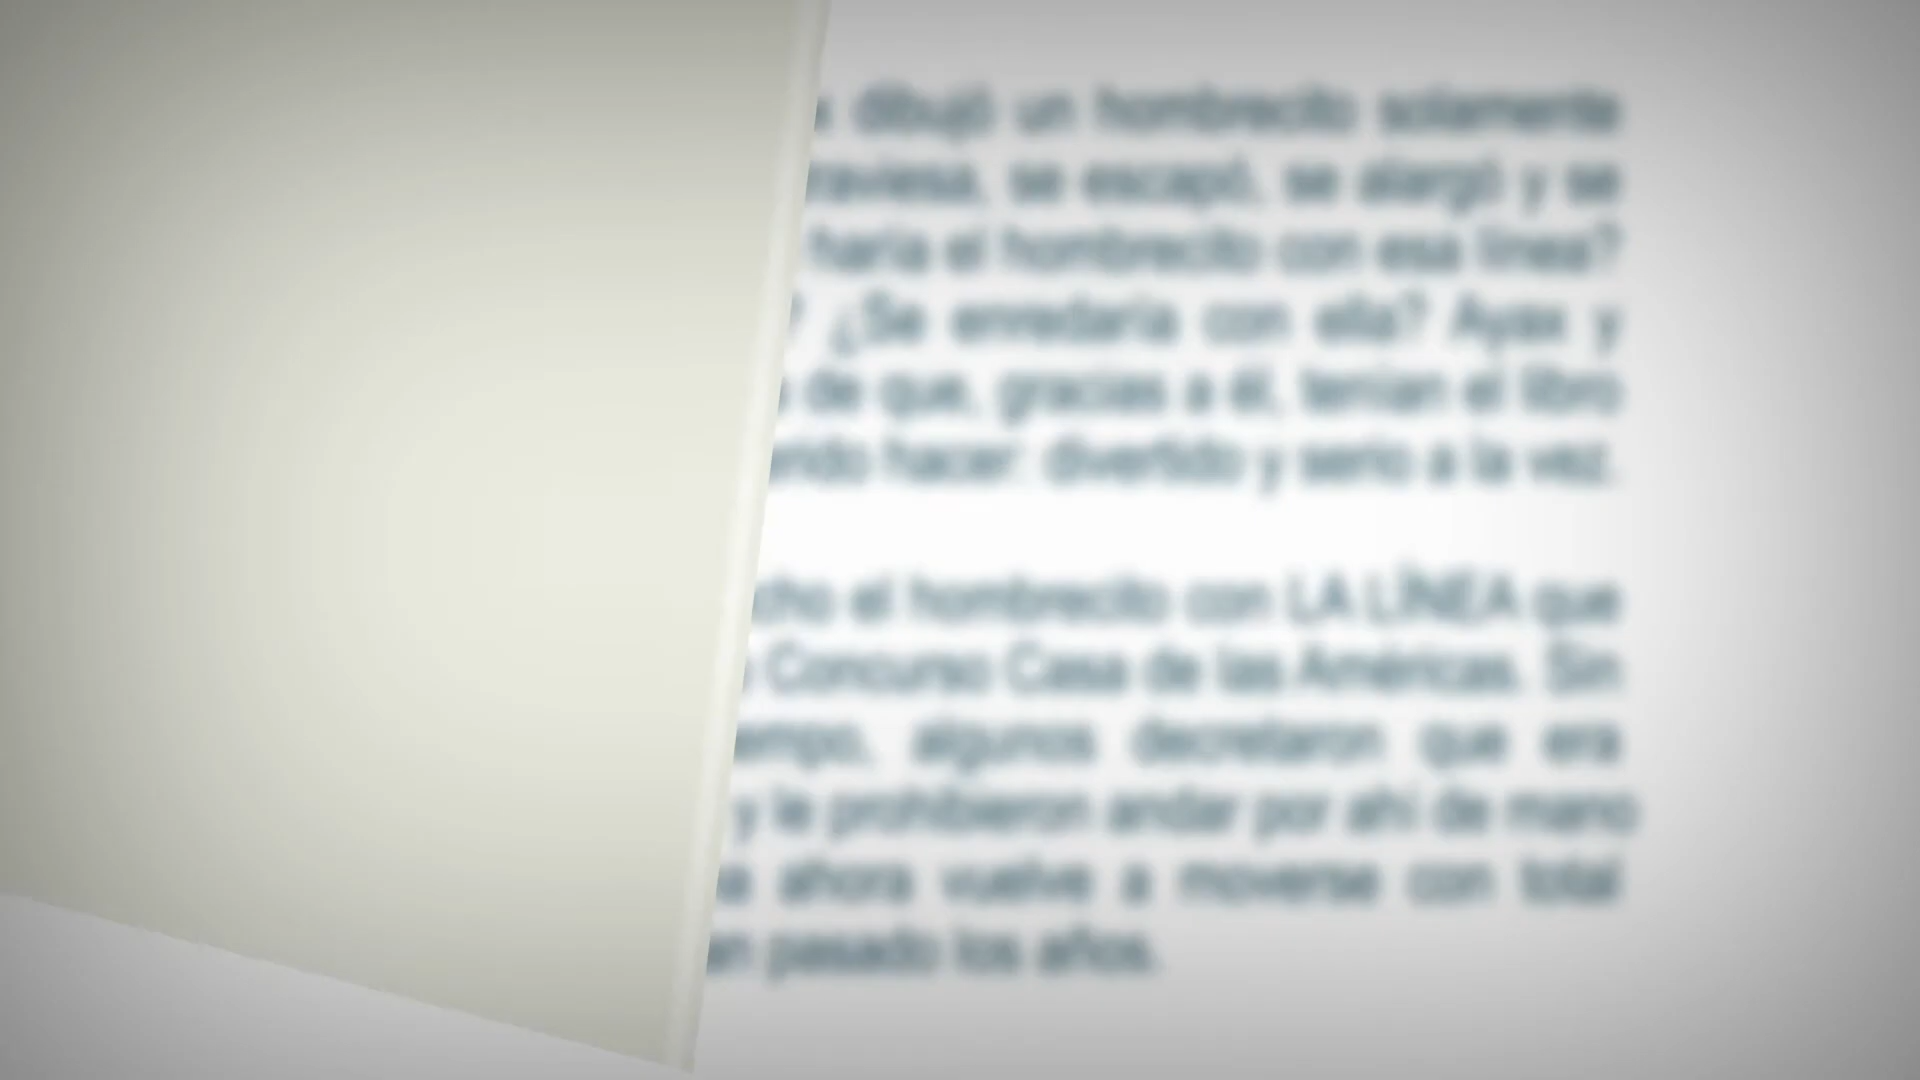 dibujó un hombrecito solamente
se escapó, se alargó y se
haría el hombrecito con esa línea?
¿Se enredaría con ella? Ayax y
de que, gracias a él, tenían el libro
hacer: divertido y serio a la vez.
el hombrecito con LA LÍNEA que
Concurso Casa de las Américas. Sin
algunos decretaron que era
y le prohibieron andar por ahí de mano
ahora vuelve a moverse con total
pasado los años.